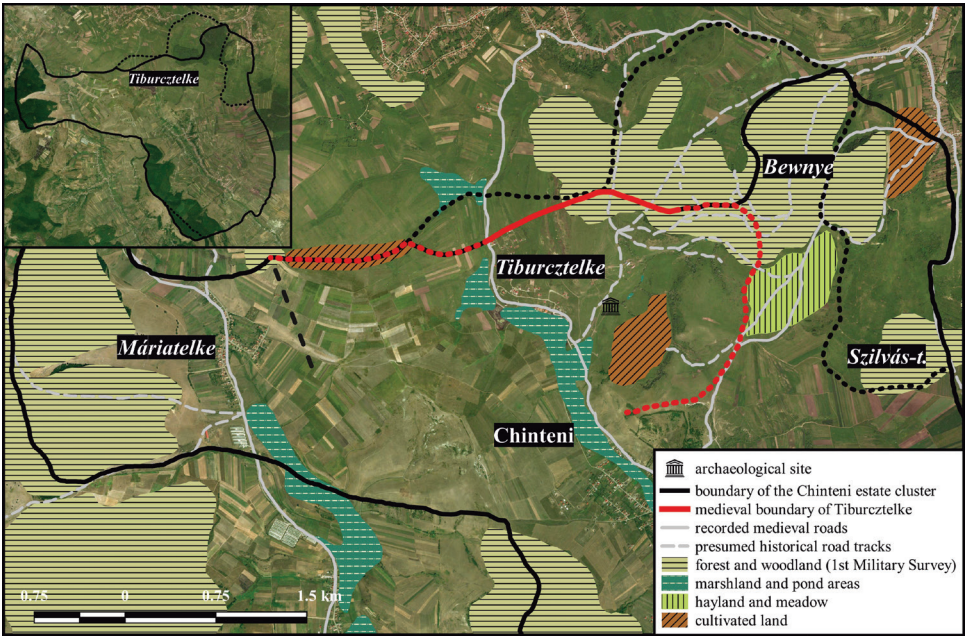 Tiburcztelke
Bewnye
Tiburcztelke
Máriatelke
Szilvás-t.
Chinteni
archaeological site
boundary of the Chinteni estate cluster
medieval boundary of Tiburcztelke
recorded medieval roads
presumed historical road tracks
forest and woodland (1st Military Survey)
marshland and pond areas
hayland and meadow
cultivated land
0.75 0 0.75 1.5 km